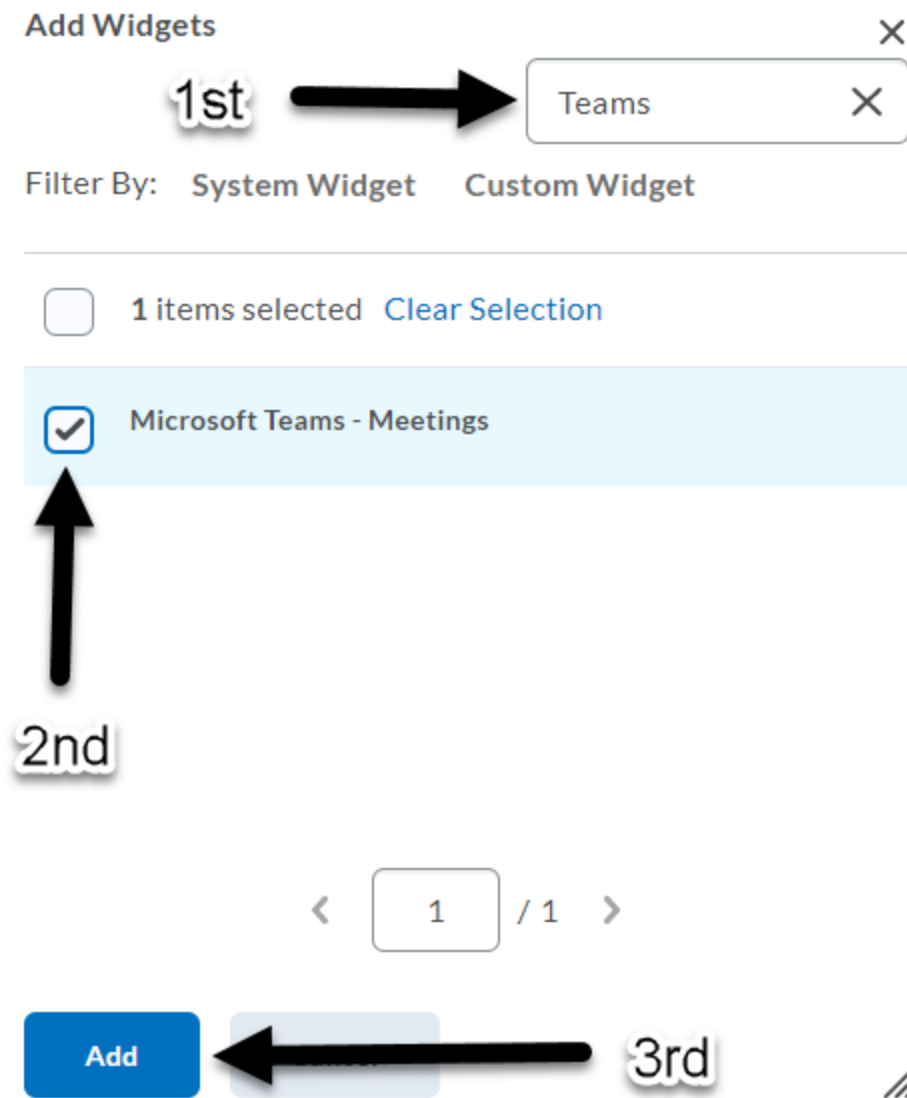 Add Widgets
1st
Teams
Filter By: System Widget Custom Widget
1 items selected Clear Selection
Microsoft Teams - Meetings
2nd
1 / 1
Add
3rd